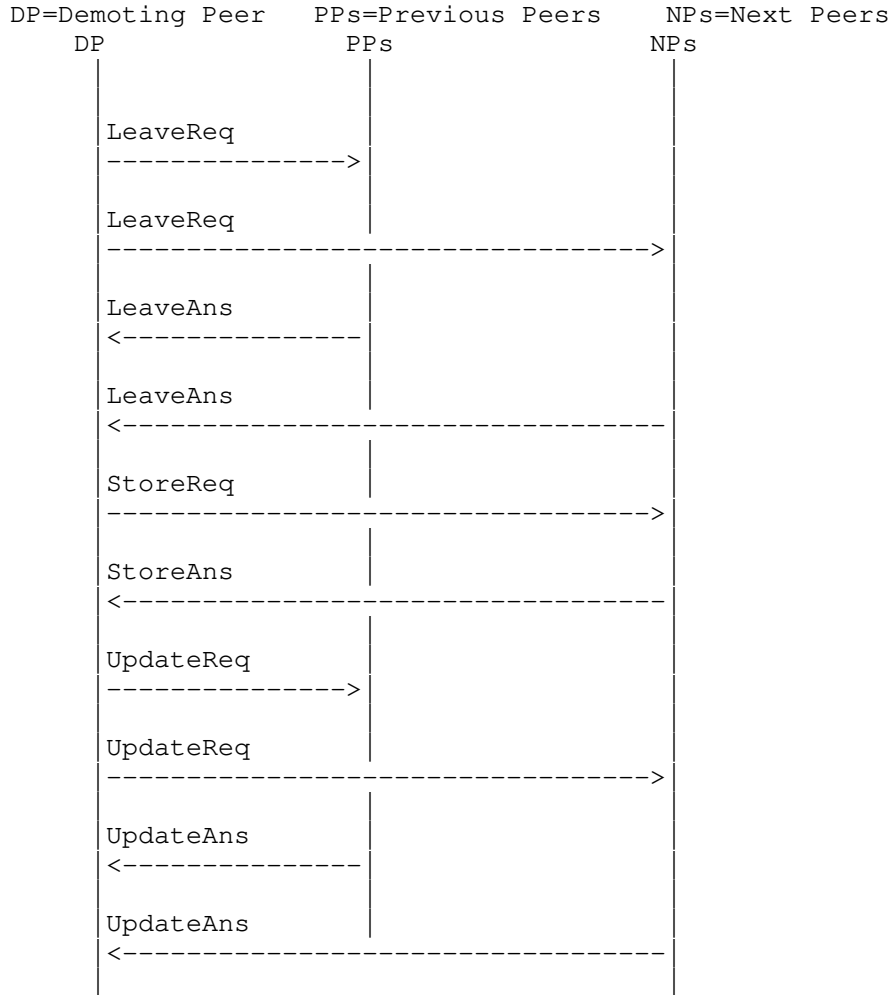 DP=Demoting Peer PPs=Previous Peers NPs=Next Peers
DP PPs NPs
LeaveReq
LeaveReq
LeaveAns
LeaveAns
StoreReq
StoreAns
UpdateReq
UpdateReq
UpdateAns
UpdateAns